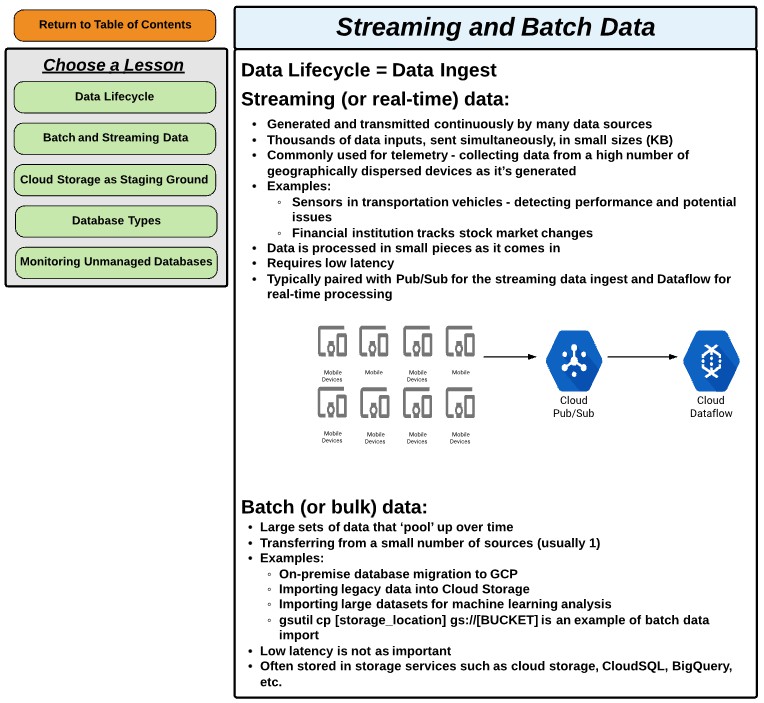 Return to Table of Contents
Choose a Lesson
Data Lifecycle
Batch and Streaming Data
Cloud Storage as Staging Ground
Database Types
Monitoring Unmanaged Databases
Streaming and Batch Data
Data Lifecycle = Data Ingest
Streaming (or real-time) data:
• Generated and transmitted continuously by many data sources
• Thousands of data inputs, sent simultaneously, in small sizes (KB)
• Commonly used for telemetry - collecting data from a high number of
geographically dispersed devices as it’s generated
• Examples:
◦ Sensors in transportation vehicles - detecting performance and potential
issues
◦ Financial institution tracks stock market changes
• Data is processed in small pieces as it comes in
• Requires low latency
• Typically paired with Pub/Sub for the streaming data ingest and Dataflow for
real-time processing
Mobile
Devices
Mobile
Mobile
Devices
Mobile
Mobile
Devices
Mobile
Devices
Mobile
Devices
Mobile
Devices
Cloud
Pub/Sub
Cloud
Dataflow
Batch (or bulk) data:
• Large sets of data that ‘pool’ up over time
• Transferring from a small number of sources (usually 1)
• Examples:
◦ On-premise database migration to GCP
◦ Importing legacy data into Cloud Storage
◦ Importing large datasets for machine learning analysis
◦ gsutil cp [storage_location] gs://[BUCKET] is an example of batch data
import
• Low latency is not as important
• Often stored in storage services such as cloud storage, CloudSQL, BigQuery,
etc.